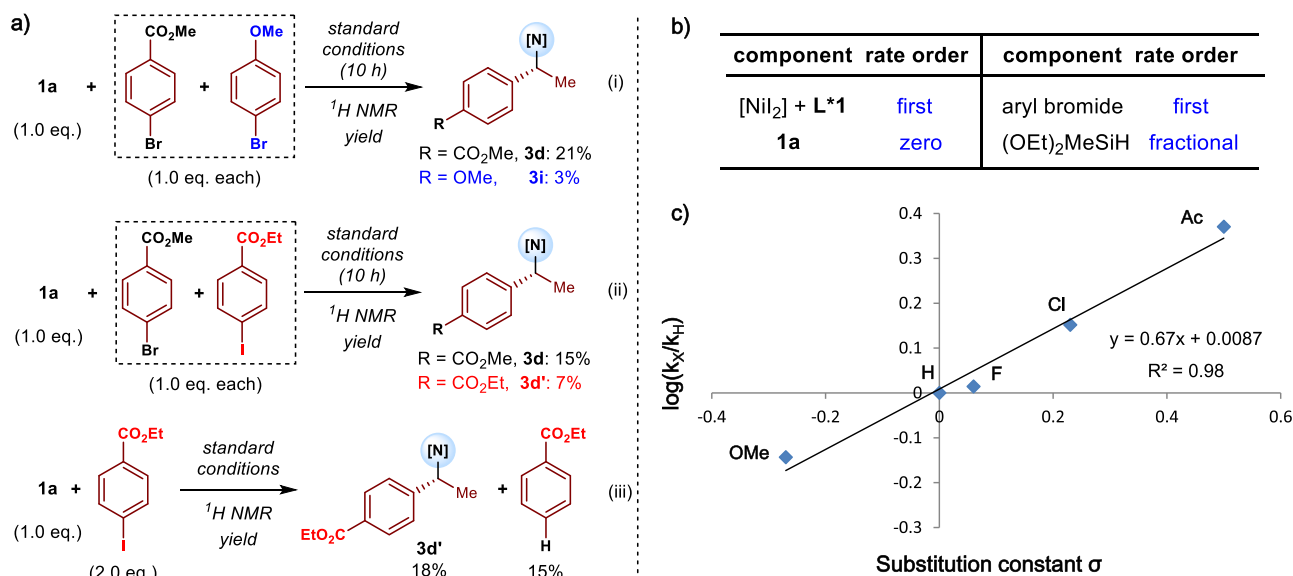 a)
CO2Me
OMe
1a + + 
Br
Br
(1.0 eq.)
(1.0 eq. each)
standard
conditions
(10 h)
1H NMR
yield
[N]
Me
R
(i)
R = CO2Me, 3d: 21%
R = OMe, 3i: 3%
CO2Me
CO2Et
1a + +
Br
I
(1.0 eq.)
(1.0 eq. each)
standard
conditions
(10 h)
1H NMR
yield
[N]
Me
R
(ii)
R = CO2Me, 3d: 15%
R = CO2Et, 3d': 7%
CO2Et
1a +
I
(1.0 eq.)
(2.0 eq.)
standard
conditions
1H NMR
yield
[N]
Me
EtO2C
3d'
18%
+
CO2Et
H
15%
(iii)
b)
component rate order component rate order
[NiI2] + L*1 first aryl bromide first
1a zero (OEt)2MeSiH fractional
c)
log(kX/kH)
0.4
0.3
0.2
0.1
0
-0.1
-0.2
-0.3
-0.4
-0.2
0
0.2
0.4
0.6
OMe
H
F
Cl
Ac
y = 0.67x + 0.0087
R² = 0.98
Substitution constant σ